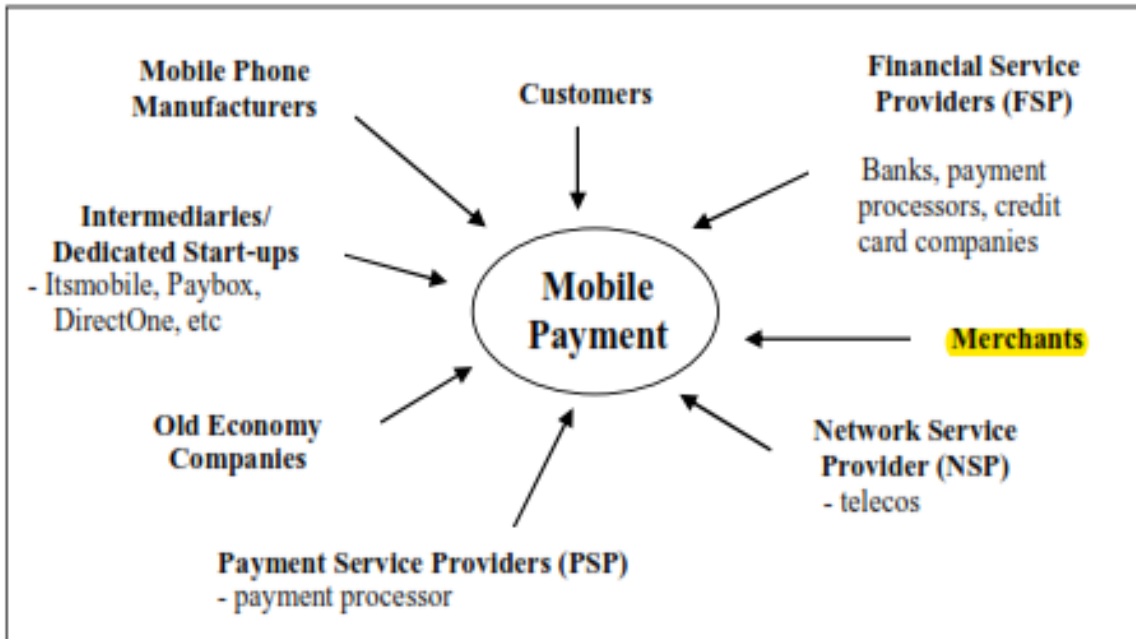 Mobile Phone
Manufacturers
Customers
Financial Service
Providers (FSP)
Banks, payment
processors, credit
card companies
Intermediaries/
Dedicated Start-ups
- Itsmobile, Paybox,
DirectOne, etc
Mobile
Payment
Merchants
Old Economy
Companies
Network Service
Provider (NSP)
- telecos
Payment Service Providers (PSP)
- payment processor